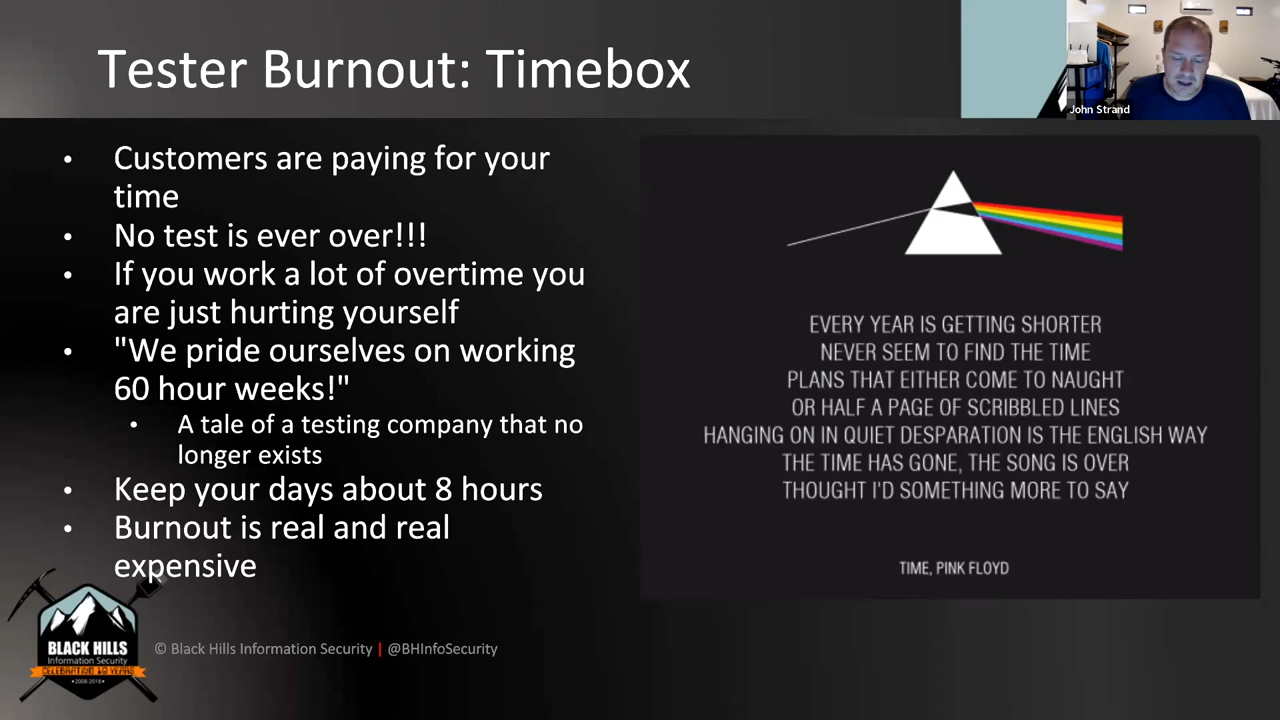 Tester Burnout: Timebox
John Strand
• Customers are paying for your
time
• No test is ever over!!!
• If you work a lot of overtime you
are just hurting yourself
• "We pride ourselves on working
60 hour weeks!"
• A tale of a testing company that no
longer exists
• Keep your days about 8 hours
• Burnout is real and real
expensive
EVERY YEAR IS GETTING SHORTER
NEVER SEEM TO FIND THE TIME
PLANS THAT EITHER COME TO NAUGHT
OR HALF A PAGE OF SCRIBBLED LINES
HANGING ON IN QUIET DESPARATION IS THE ENGLISH WAY
THE TIME HAS GONE, THE SONG IS OVER
THOUGHT I'D SOMETHING MORE TO SAY
TIME, PINK FLOYD
BLACK HILLS
Information Security
CELEBRATING 10 YEARS
•2008-2018•
© Black Hills Information Security | @BHInfoSecurity